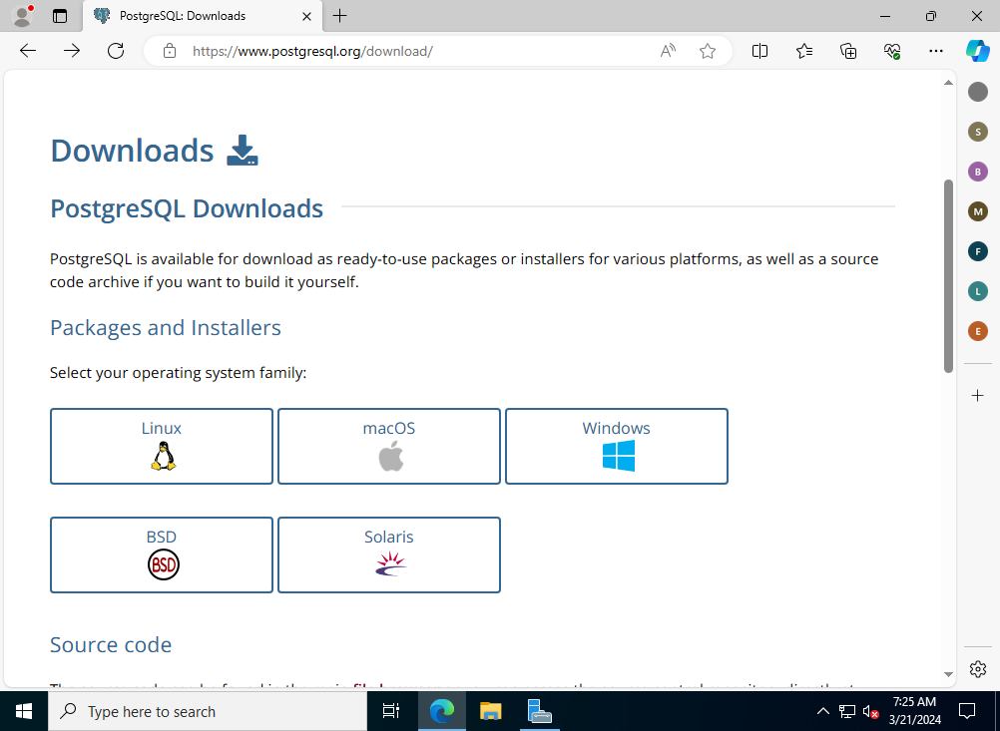 PostgreSQL: Downloads
https://www.postgresql.org/download/
Downloads
PostgreSQL Downloads
PostgreSQL is available for download as ready-to-use packages or installers for various platforms, as well as a source
code archive if you want to build it yourself.
Packages and Installers
Select your operating system family:
Linux
macOS
Windows
BSD
BSD
Solaris
Source code
S
B
M
F
L
E
Type here to search
7:25 AM
3/21/2024